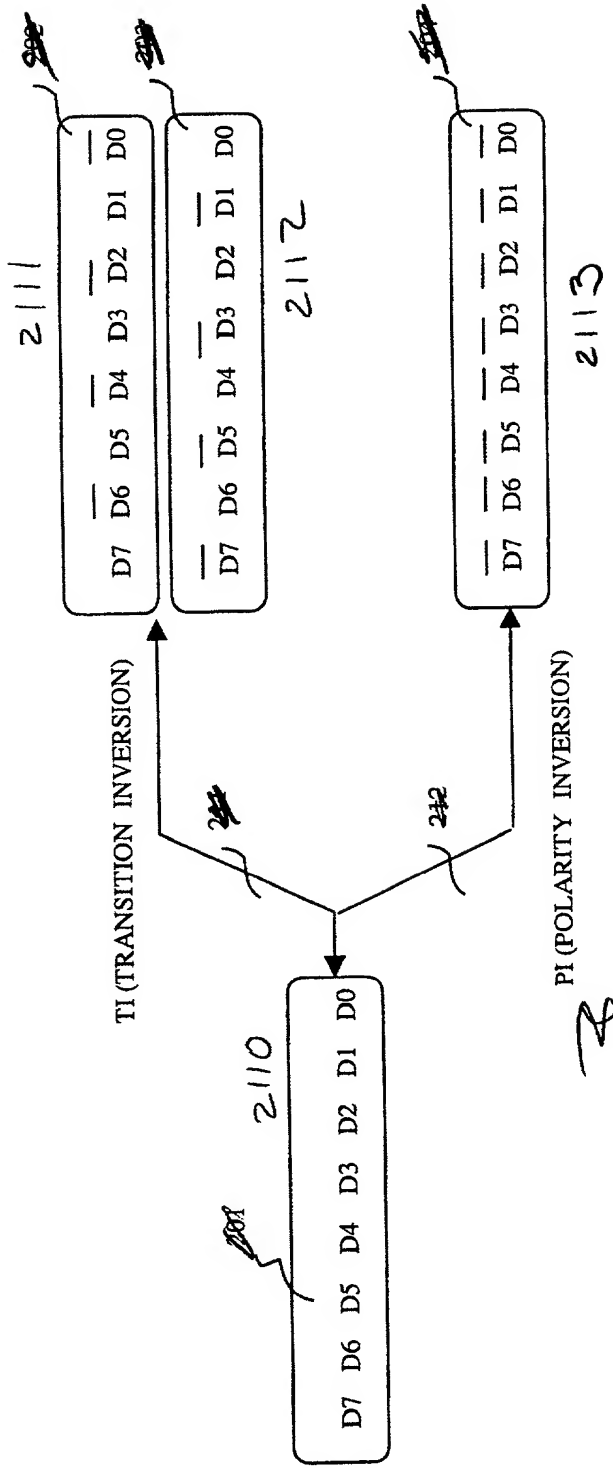 2110
D7 D6 D5 D4 D3 D2 D1 D0
TI (TRANSITION INVERSION)
2111
D7 D6 D5 D4 D3 D2 D1 D0
D7 D6 D5 D4 D3 D2 D1 D0
2112
212
PI (POLARITY INVERSION)
D7 D6 D5 D4 D3 D2 D1 D0
2113